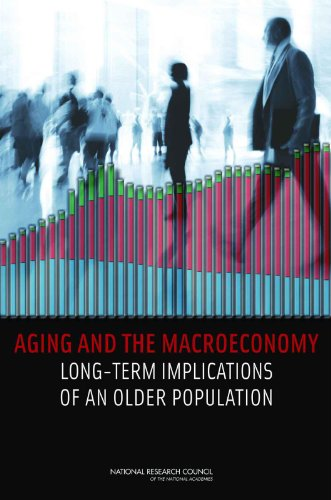 AGING AND THE MACROECONOMY
LONG-TERM IMPLICATIONS
OF AN OLDER POPULATION
NATIONAL RESEARCH COUNCIL
OF THE NATIONAL ACADEMIES